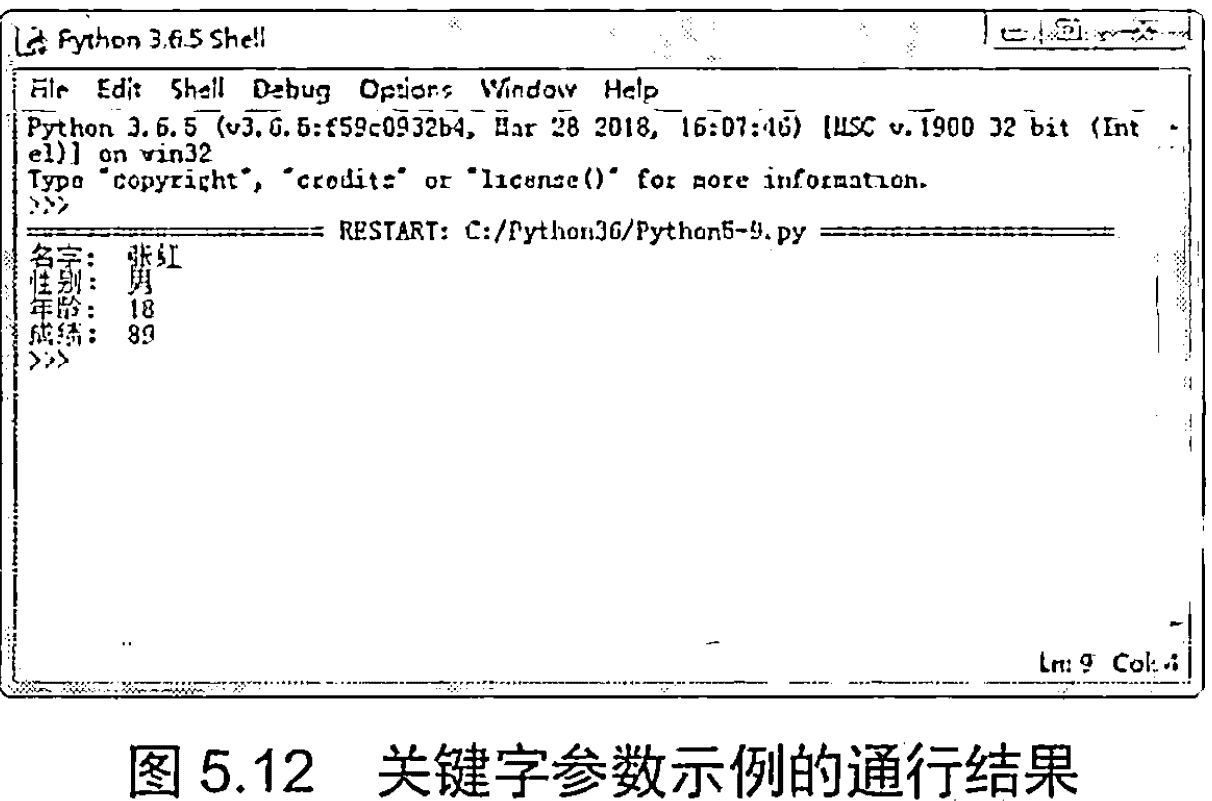 Python 3.6.5 Shell
File Edit Shell Debug Options Window Help
Python 3.6.5 (v3.6.5:f59c0932b4, Mar 28 2018, 16:07:46) [MSC v.1900 32 bit (Int
el)] on win32
Type "copyright", "credits" or "license()" for more information.
>>>
==================== RESTART: C:/Python36/Python5-9.py ====================
名字： 张红
性别： 男
年龄： 18
成绩： 89
>>>
Ln: 9 Col: 4
图 5.12 关键字参数示例的通行结果